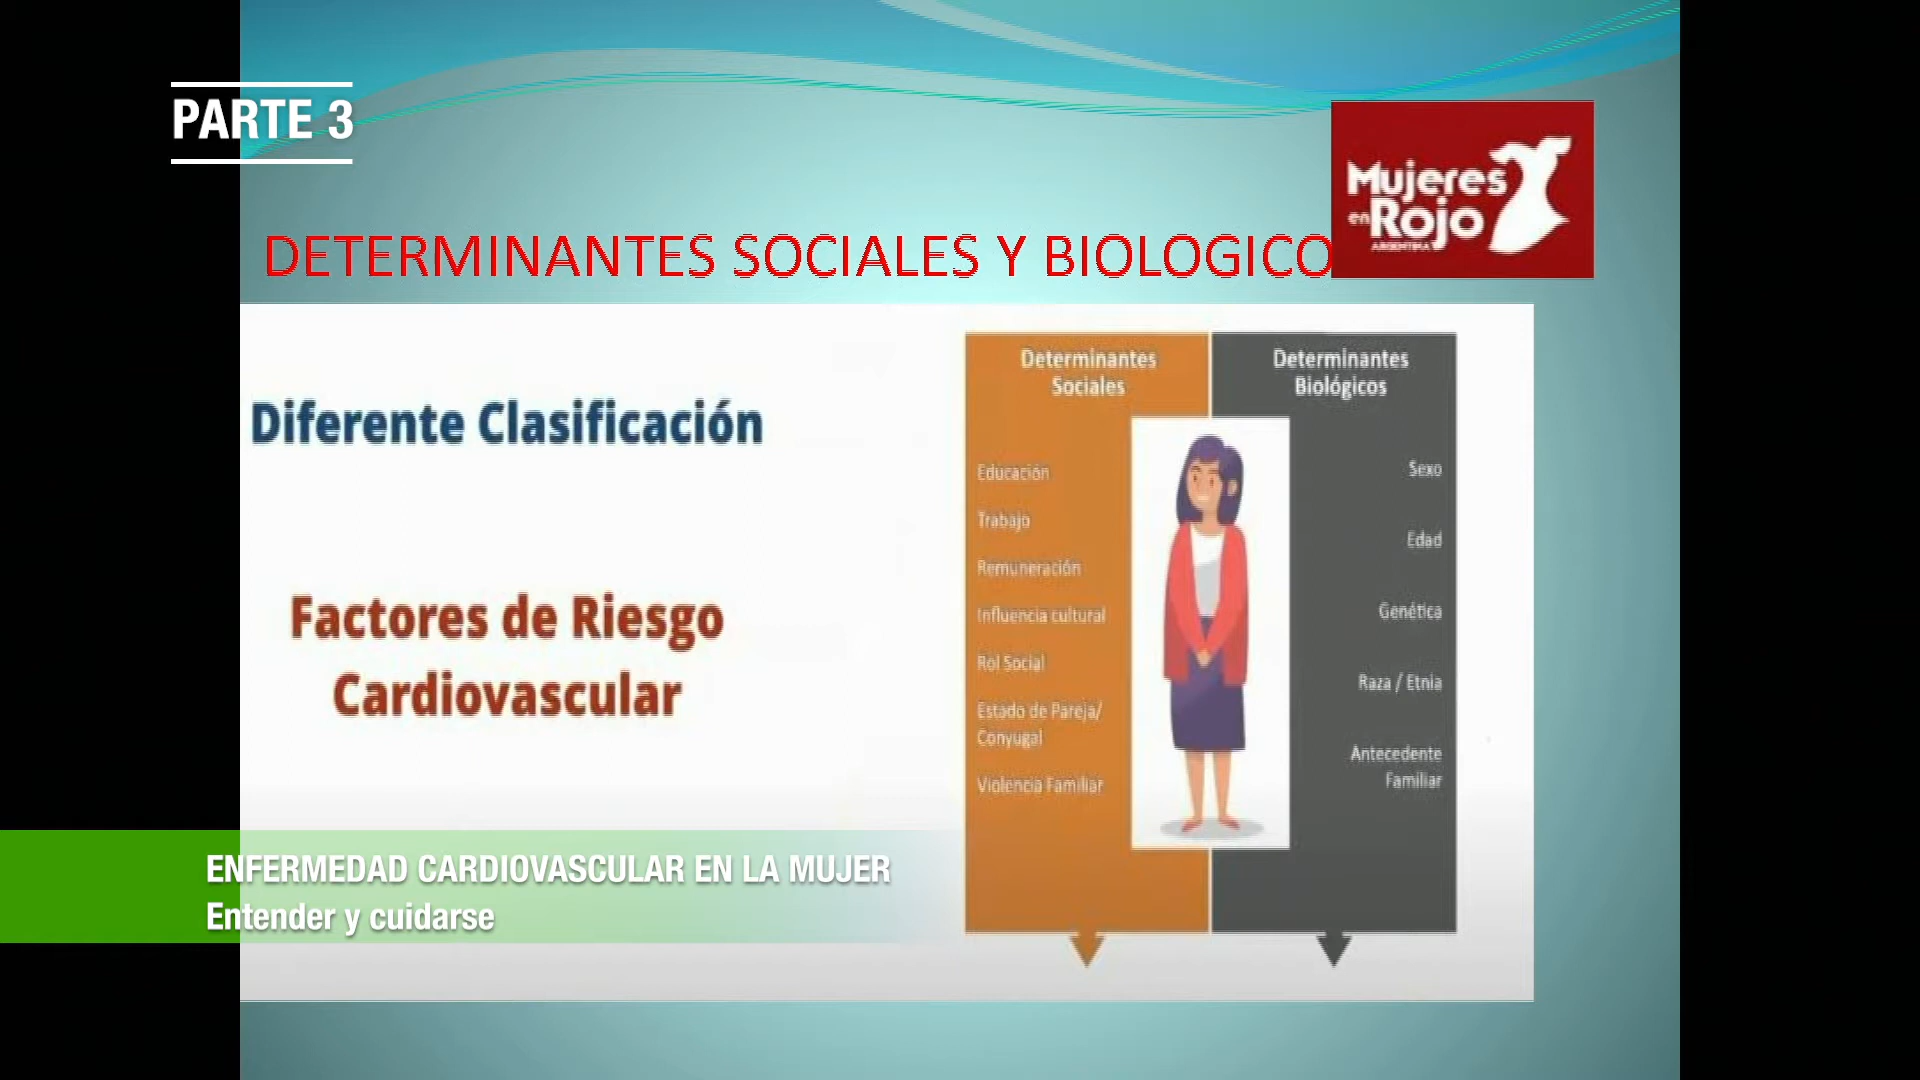 PARTE 3
Mujeres
en Rojo
ARGENTINA
DETERMINANTES SOCIALES Y BIOLOGICO
Diferente Clasificación
Factores de Riesgo
Cardiovascular
Determinantes
Sociales
Educación
Trabajo
Remuneración
Influencia cultural
Rol Social
Estado de Pareja/
Conyugal
Violencia Familiar
Determinantes
Biológicos
Sexo
Edad
Genética
Raza / Etnia
Antecedente
Familiar
ENFERMEDAD CARDIOVASCULAR EN LA MUJER
Entender y cuidarse